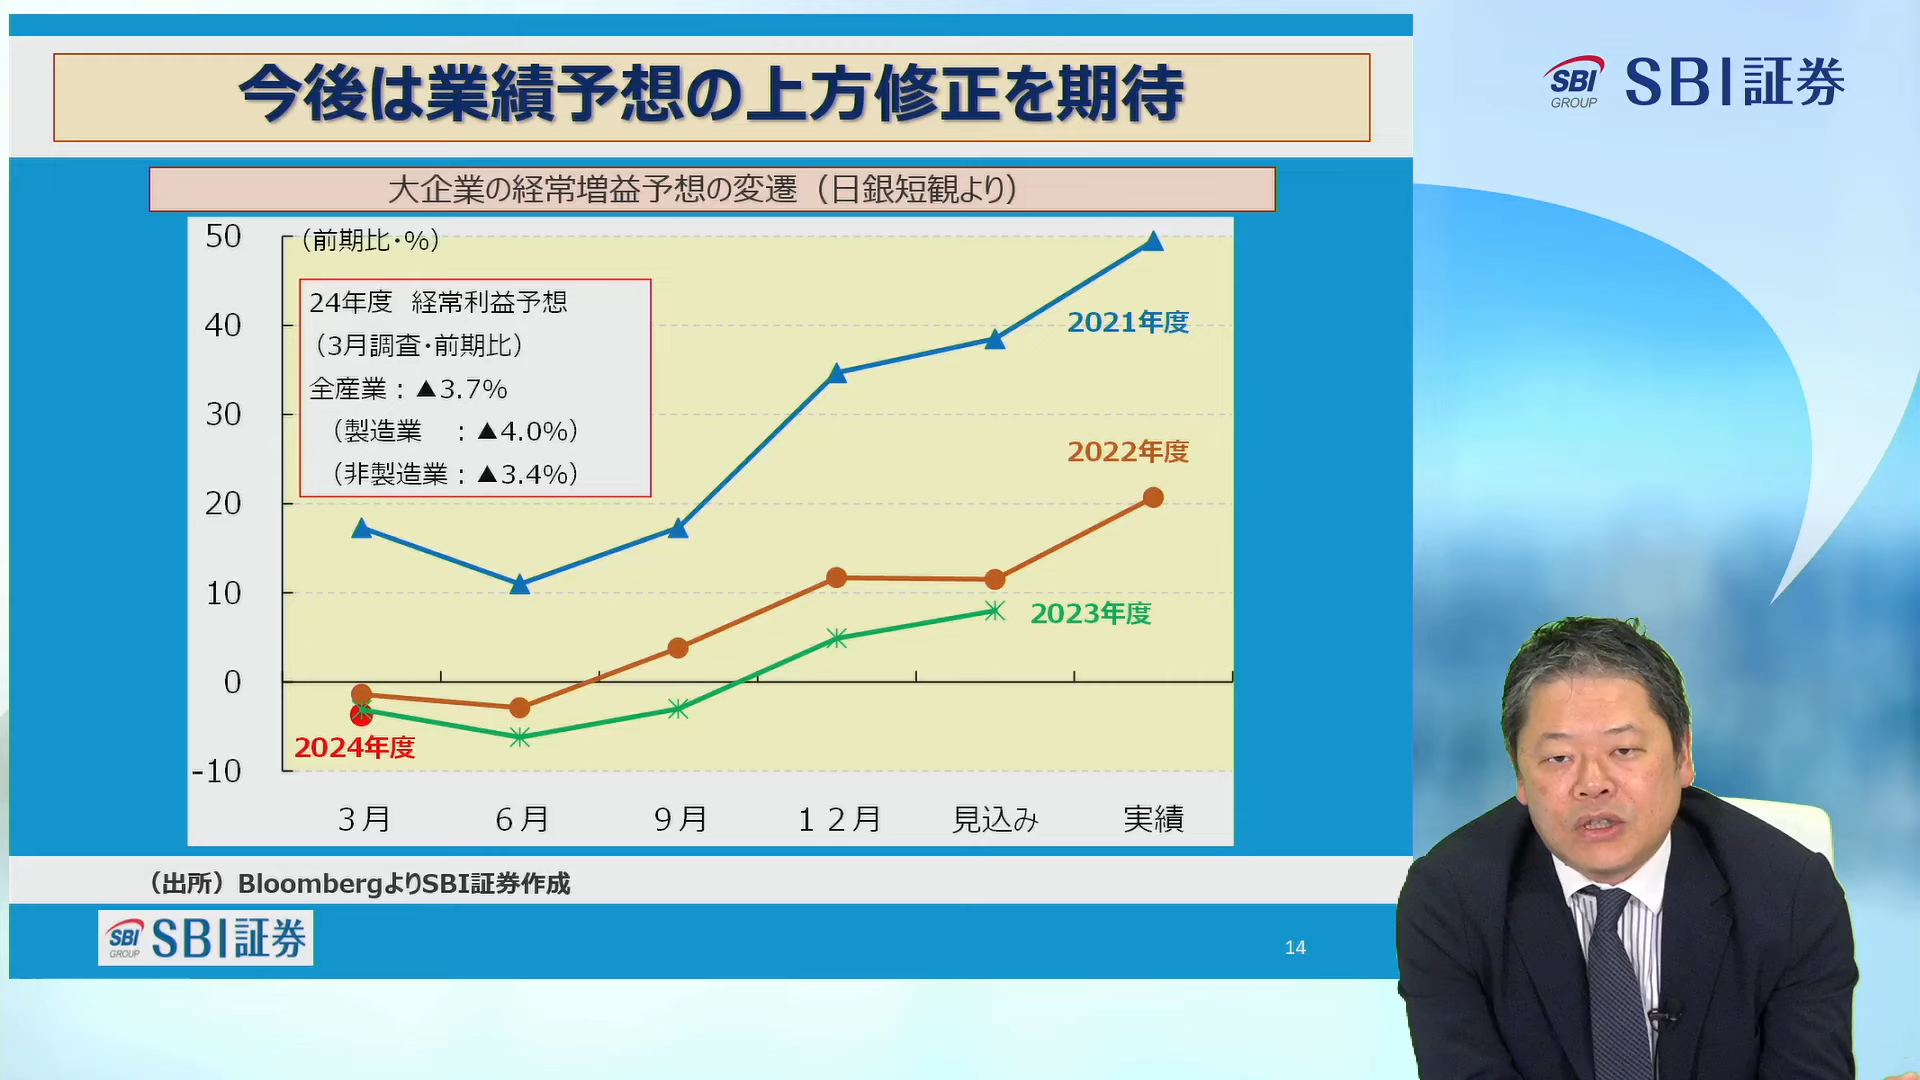 今後は業績予想の上方修正を期待
SBI GROUP SBI証券
大企業の経常増益予想の変遷（日銀短観より）
（前期比・%）
50
40
30
20
10
0
-10
24年度　経常利益予想
（3月調査・前期比）
全産業：▲3.7%
（製造業　：▲4.0%）
（非製造業：▲3.4%）
2021年度
2022年度
2023年度
2024年度
３月 ６月 ９月 １２月 見込み 実績
（出所）BloombergよりSBI証券作成
SBI GROUP SBI証券
14